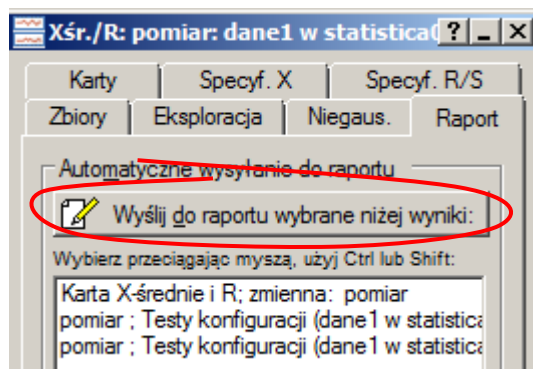 Xśr./R: pomiar: dane1 w statistica
Karty Specyf. X Specyf. R/S
Zbiory Eksploracja Niegaus. Raport
Automatyczne wysyłanie do raportu
Wyślij do raportu wybrane niżej wyniki:
Wybierz przeciągając myszą, użyj Ctrl lub Shift:
Karta X-średnie i R; zmienna: pomiar
pomiar ; Testy konfiguracji (dane1 w statistica
pomiar ; Testy konfiguracji (dane1 w statistica